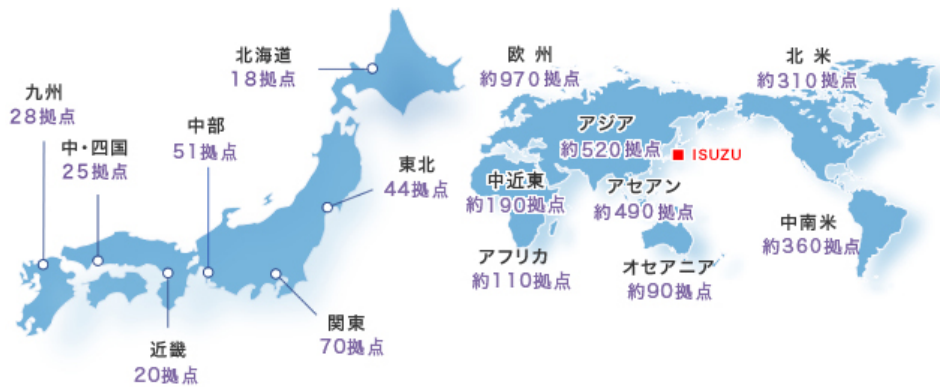 北海道
18拠点
九州
28拠点
中・四国
25拠点
中部
51拠点
東北
44拠点
関東
70拠点
近畿
20拠点
欧州
約970拠点
北米
約310拠点
アジア
約520拠点
ISUZU
中近東
約190拠点
アセアン
約490拠点
中南米
約360拠点
アフリカ
約110拠点
オセアニア
約90拠点